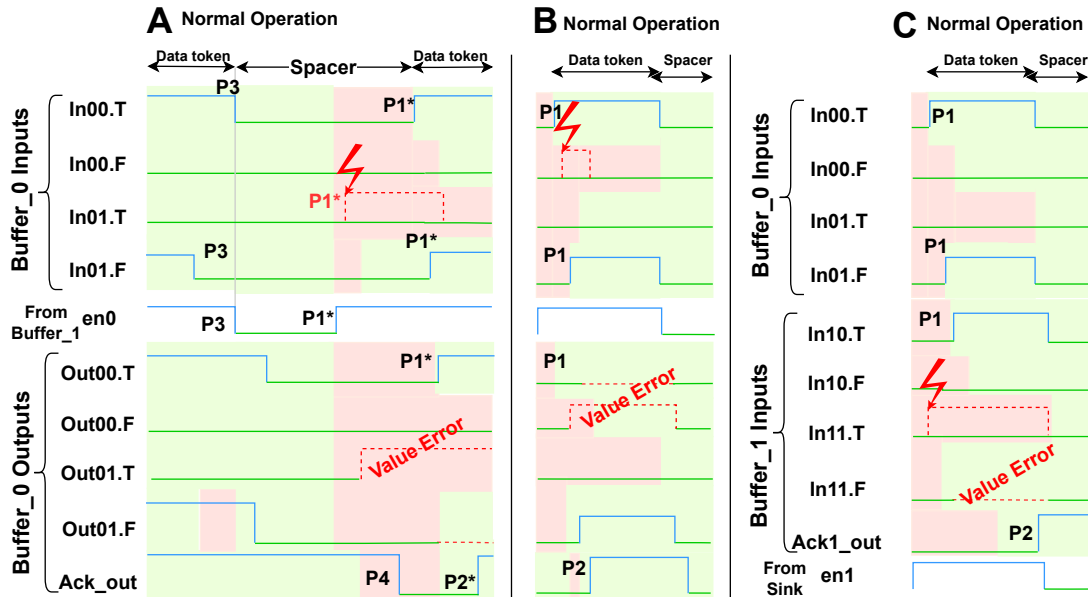 A Normal Operation
Data token
Spacer
Data token
Buffer_0 Inputs
In00.T
P3
P1*
In00.F
In01.T
P1*
In01.F
P3
P1*
From Buffer_1
en0
P3
P1*
Buffer_0 Outputs
Out00.T
P1*
Out00.F
Out01.T
Value Error
Out01.F
Ack_out
P4
P2*
B Normal Operation
Data token
Spacer
P1
P1
P1
Value Error
P2
C Normal Operation
Data token
Spacer
Buffer_0 Inputs
In00.T
P1
In00.F
In01.T
In01.F
P1
Buffer_1 Inputs
In10.T
P1
In10.F
In11.T
In11.F
Value Error
Ack1_out
P2
From Sink
en1